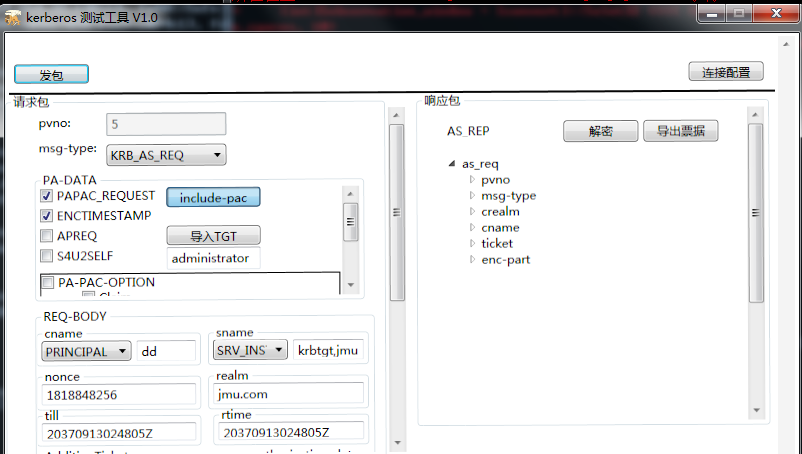 kerberos 测试工具 V1.0
发包
连接配置
请求包
pvno:
5
msg-type:
KRB_AS_REQ
PA-DATA
PAPAC_REQUEST
include-pac
ENCTIMESTAMP
APREQ
导入TGT
S4U2SELF
administrator
PA-PAC-OPTION
REQ-BODY
cname
PRINCIPAL
dd
sname
SRV_INS
krbtgt,jmu
nonce
1818848256
realm
jmu.com
till
20370913024805Z
rtime
20370913024805Z
响应包
AS_REP
解密
导出票据
as_req
pvno
msg-type
crealm
cname
ticket
enc-part